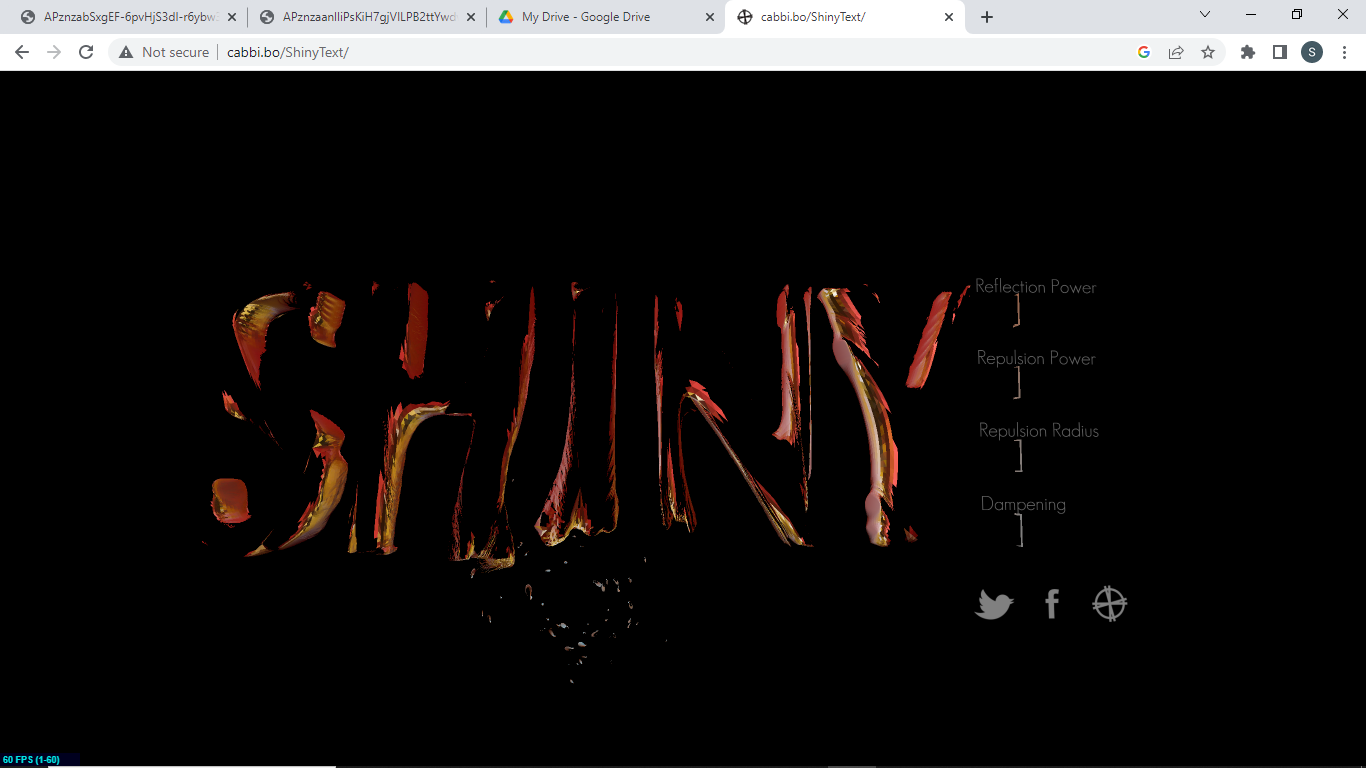 APznzabSxgEF-6pvHjS3dI-r6ybw
APznzaanIliPsKiH7gjVlLPB2ttYwd
My Drive - Google Drive
cabbi.bo/ShinyText/
Not secure
cabbi.bo/ShinyText/
S
SHINY
Reflection Power
Repulsion Power
Repulsion Radius
Dampening
60 FPS (1-60)